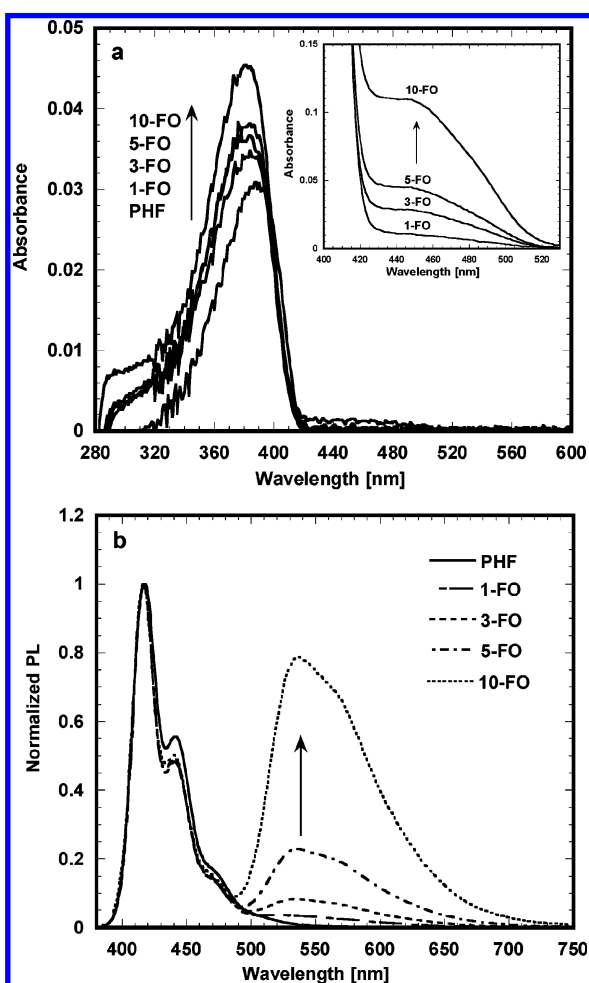 a
0.05
0.04
0.03
0.02
0.01
0
Absorbance
10-FO
5-FO
3-FO
1-FO
PHF
280 320 360 400 440 480 520 560 600
Wavelength [nm]
0.15
0.1
0.05
0
Absorbance
10-FO
5-FO
3-FO
1-FO
400 420 440 460 480 500 520
Wavelength [nm]
b
1.2
1
0.8
0.6
0.4
0.2
0
Normalized PL
PHF
1-FO
3-FO
5-FO
10-FO
400 450 500 550 600 650 700 750
Wavelength [nm]